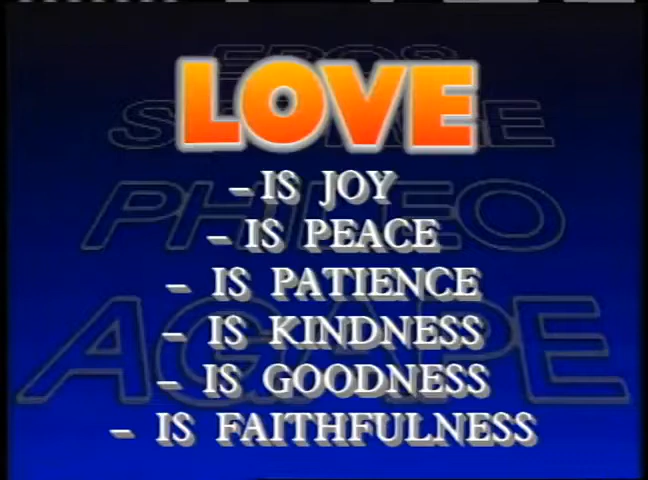 EROS
LOVE
STORGE
– IS JOY
PHILEO
– IS PEACE
– IS PATIENCE
– IS KINDNESS
AGAPE
– IS GOODNESS
– IS FAITHFULNESS